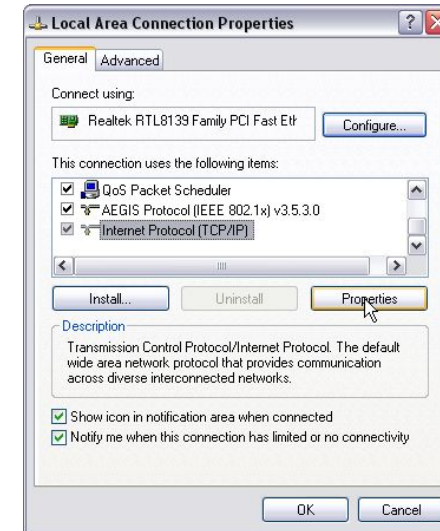 Local Area Connection Properties
General Advanced
Connect using:
Realtek RTL8139 Family PCI Fast Eth
Configure...
This connection uses the following items:
QoS Packet Scheduler
AEGIS Protocol (IEEE 802.1x) v3.5.3.0
Internet Protocol (TCP/IP)
Install... Uninstall Properties
Description
Transmission Control Protocol/Internet Protocol. The default
wide area network protocol that provides communication
across diverse interconnected networks.
Show icon in notification area when connected
Notify me when this connection has limited or no connectivity
OK Cancel